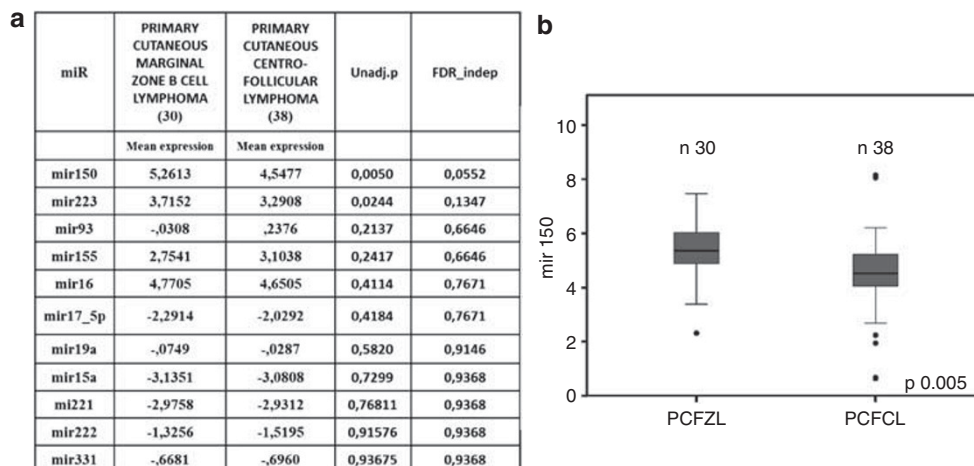 a
miR
PRIMARY CUTANEOUS MARGINAL ZONE B CELL LYMPHOMA (30)
PRIMARY CUTANEOUS CENTRO-FOLLICULAR LYMPHOMA (38)
Unadj.p
FDR_indep
Mean expression
Mean expression
mir150 5,2613 4,5477 0,0050 0,0552
mir223 3,7152 3,2908 0,0244 0,1347
mir93 -,0308 ,2376 0,2137 0,6646
mir155 2,7541 3,1038 0,2417 0,6646
mir16 4,7705 4,6505 0,4114 0,7671
mir17_5p -2,2914 -2,0292 0,4184 0,7671
mir19a -,0749 -,0287 0,5820 0,9146
mir15a -3,1351 -3,0808 0,7299 0,9368
mi221 -2,9758 -2,9312 0,76811 0,9368
mir222 -1,3256 -1,5195 0,91576 0,9368
mir331 -,6681 -,6960 0,93675 0,9368
b
mir 150
10
8
6
4
2
0
n 30
n 38
p 0.005
PCFZL
PCFCL